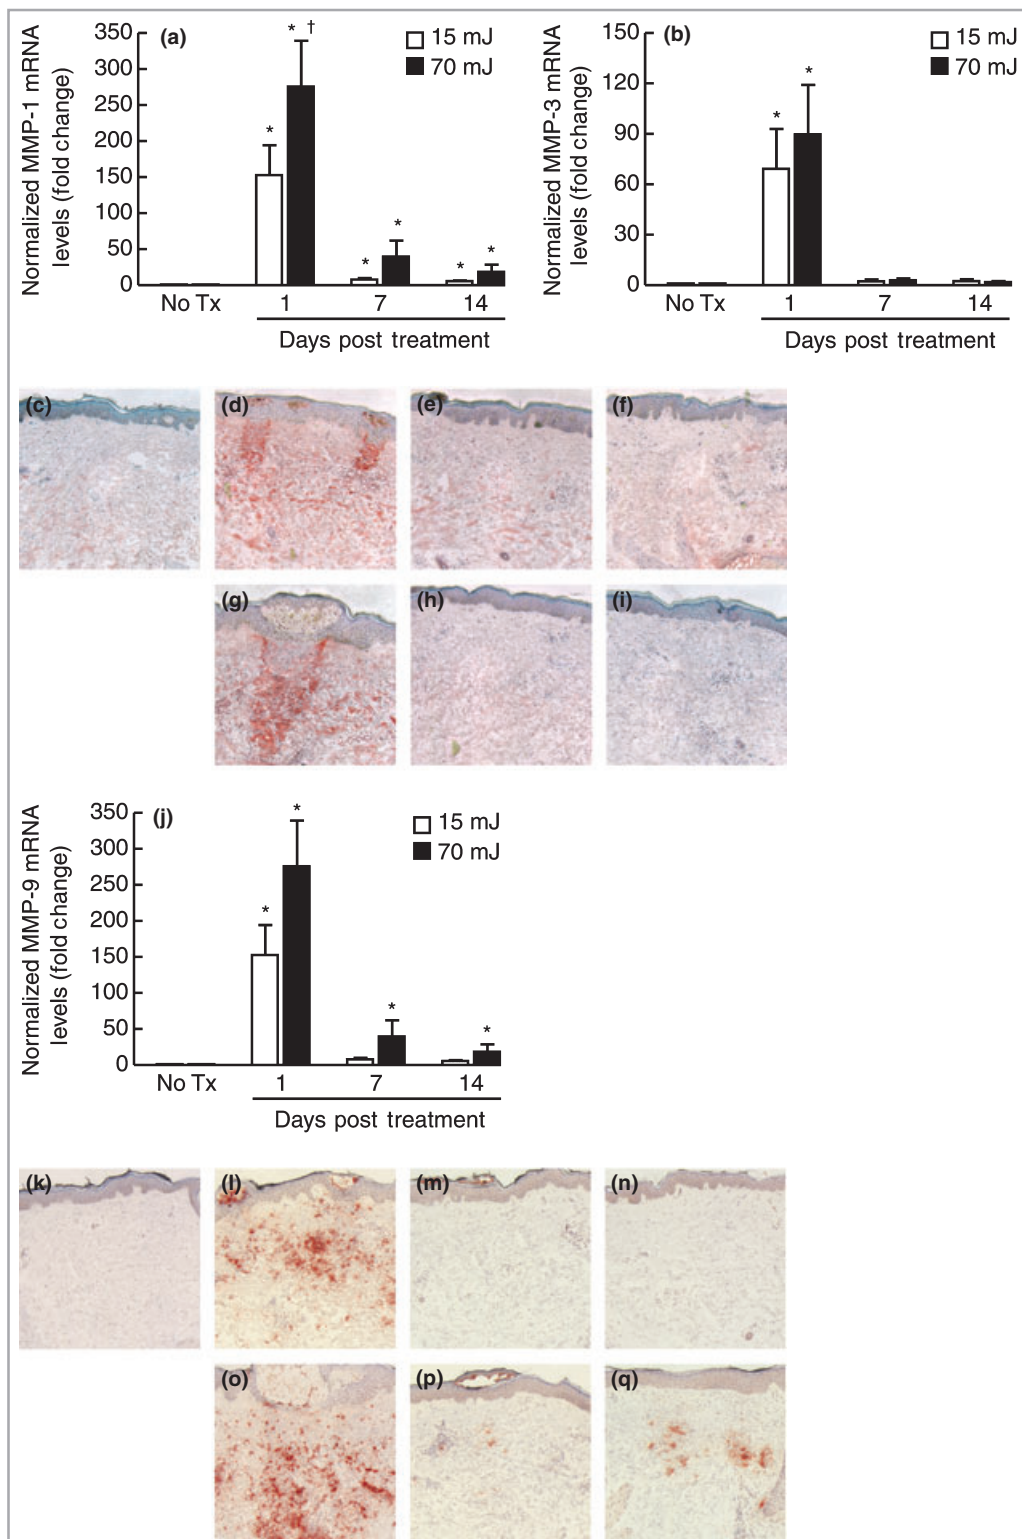 (a)
* †
*
* *
* *
15 mJ
70 mJ
Normalized MMP-1 mRNA
levels (fold change)
350
300
250
200
150
100
50
0
No Tx 1 7 14
Days post treatment
(b)
*
*
15 mJ
70 mJ
Normalized MMP-3 mRNA
levels (fold change)
150
120
90
60
30
0
No Tx 1 7 14
Days post treatment
(c) (d) (e) (f)
(g) (h) (i)
(j)
*
*
*
*
15 mJ
70 mJ
Normalized MMP-9 mRNA
levels (fold change)
350
300
250
200
150
100
50
0
No Tx 1 7 14
Days post treatment
(k) (l) (m) (n)
(o) (p) (q)